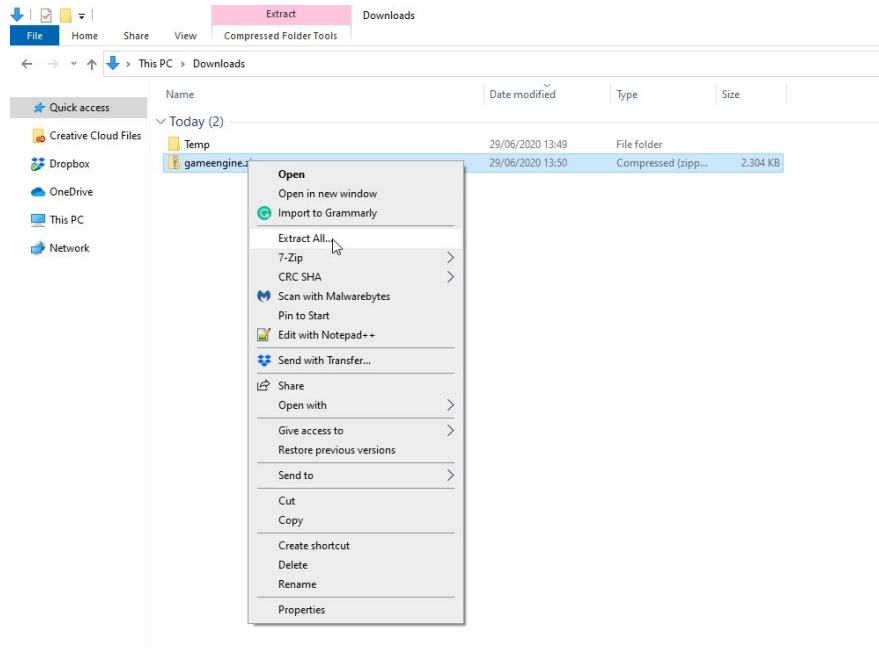 Extract Downloads
File Home Share View Compressed Folder Tools
This PC > Downloads
Name Date modified Type Size
Quick access
Creative Cloud Files
Dropbox
OneDrive
This PC
Network
Today (2)
Temp 29/06/2020 13:49 File folder
gameengine.z 29/06/2020 13:50 Compressed (zipp... 2.304 KB
Open
Open in new window
Import to Grammarly
Extract All...
7-Zip
CRC SHA
Scan with Malwarebytes
Pin to Start
Edit with Notepad++
Send with Transfer...
Share
Open with
Give access to
Restore previous versions
Send to
Cut
Copy
Create shortcut
Delete
Rename
Properties